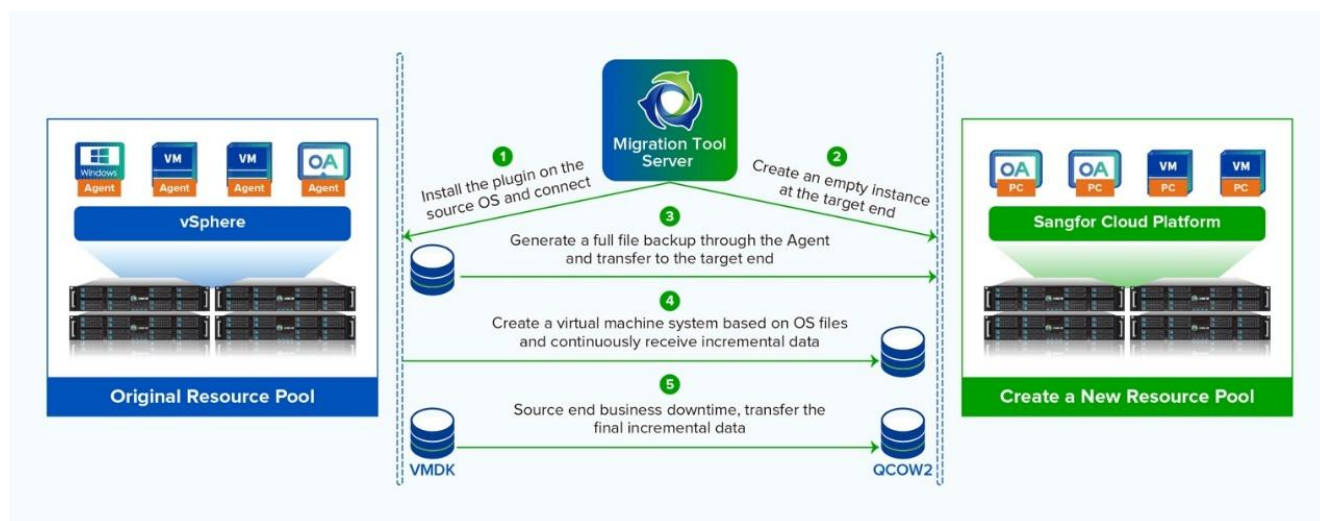 Migration Tool
Server
Windows
Agent
VM
Agent
VM
Agent
OA
Agent
vSphere
Original Resource Pool
1
Install the plugin on the
source OS and connect
2
Create an empty instance
at the target end
3
Generate a full file backup through the Agent
and transfer to the target end
4
Create a virtual machine system based on OS files
and continuously receive incremental data
5
Source end business downtime, transfer the
final incremental data
VMDK
QCOW2
OA
PC
OA
PC
VM
PC
VM
PC
Sangfor Cloud Platform
Create a New Resource Pool